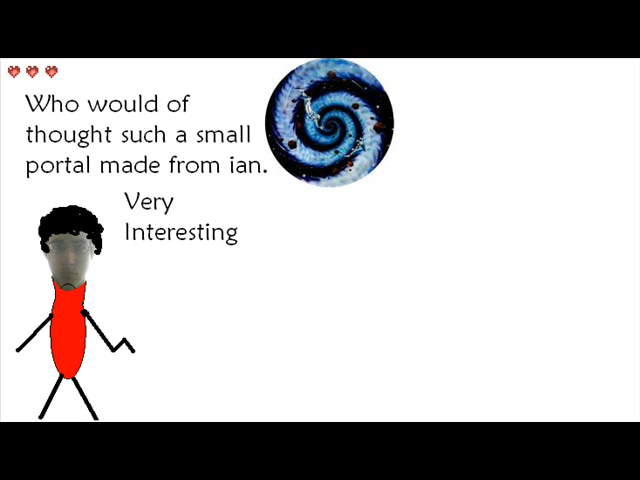 Who would of
thought such a small
portal made from ian.
Very
Interesting